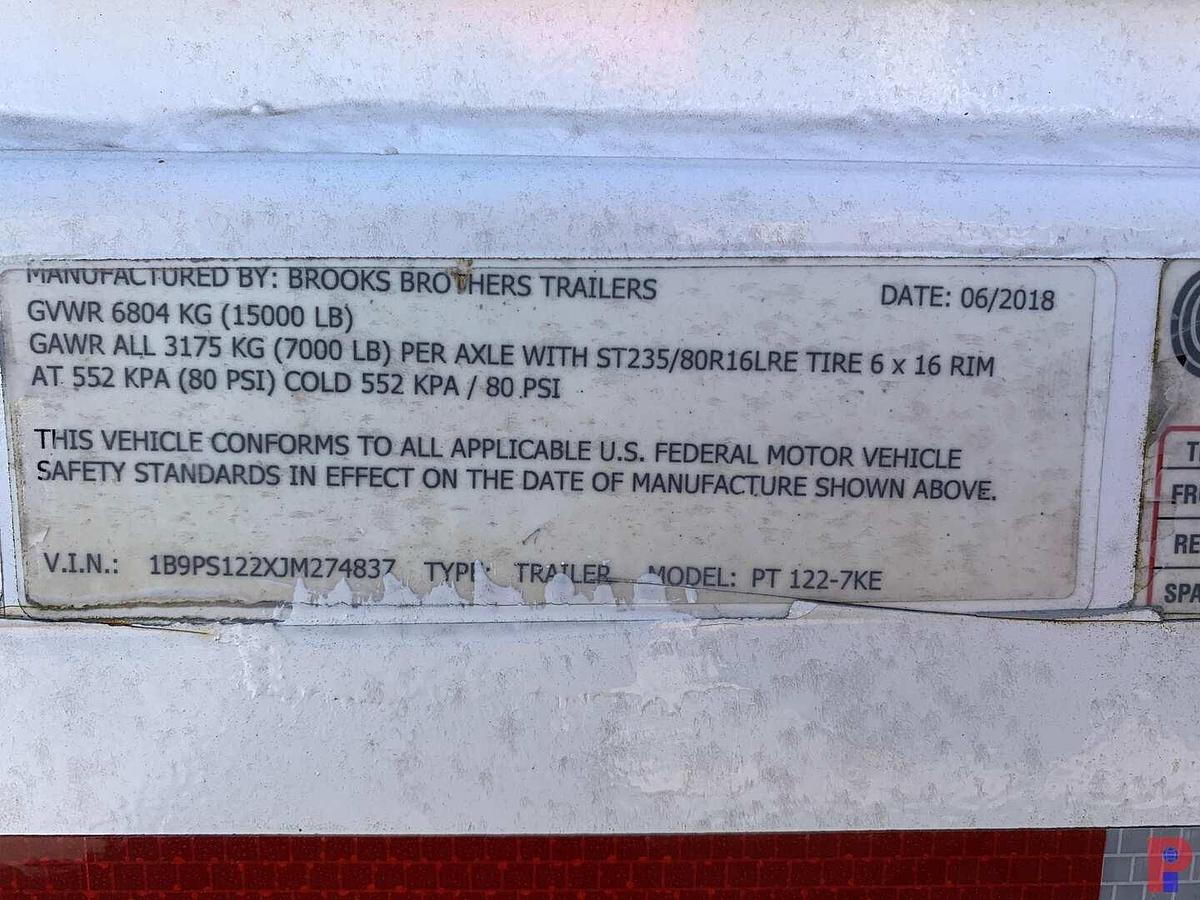 MANUFACTURED BY: BROOKS BROTHERS TRAILERS
DATE: 06/2018
GVWR 6804 KG (15000 LB)
GAWR ALL 3175 KG (7000 LB) PER AXLE WITH ST235/80R16LRE TIRE 6 x 16 RIM
AT 552 KPA (80 PSI) COLD 552 KPA / 80 PSI
THIS VEHICLE CONFORMS TO ALL APPLICABLE U.S. FEDERAL MOTOR VEHICLE
SAFETY STANDARDS IN EFFECT ON THE DATE OF MANUFACTURE SHOWN ABOVE.
V.I.N.: 1B9PS122XJM274837 TYPE: TRAILER MODEL: PT 122-7KE